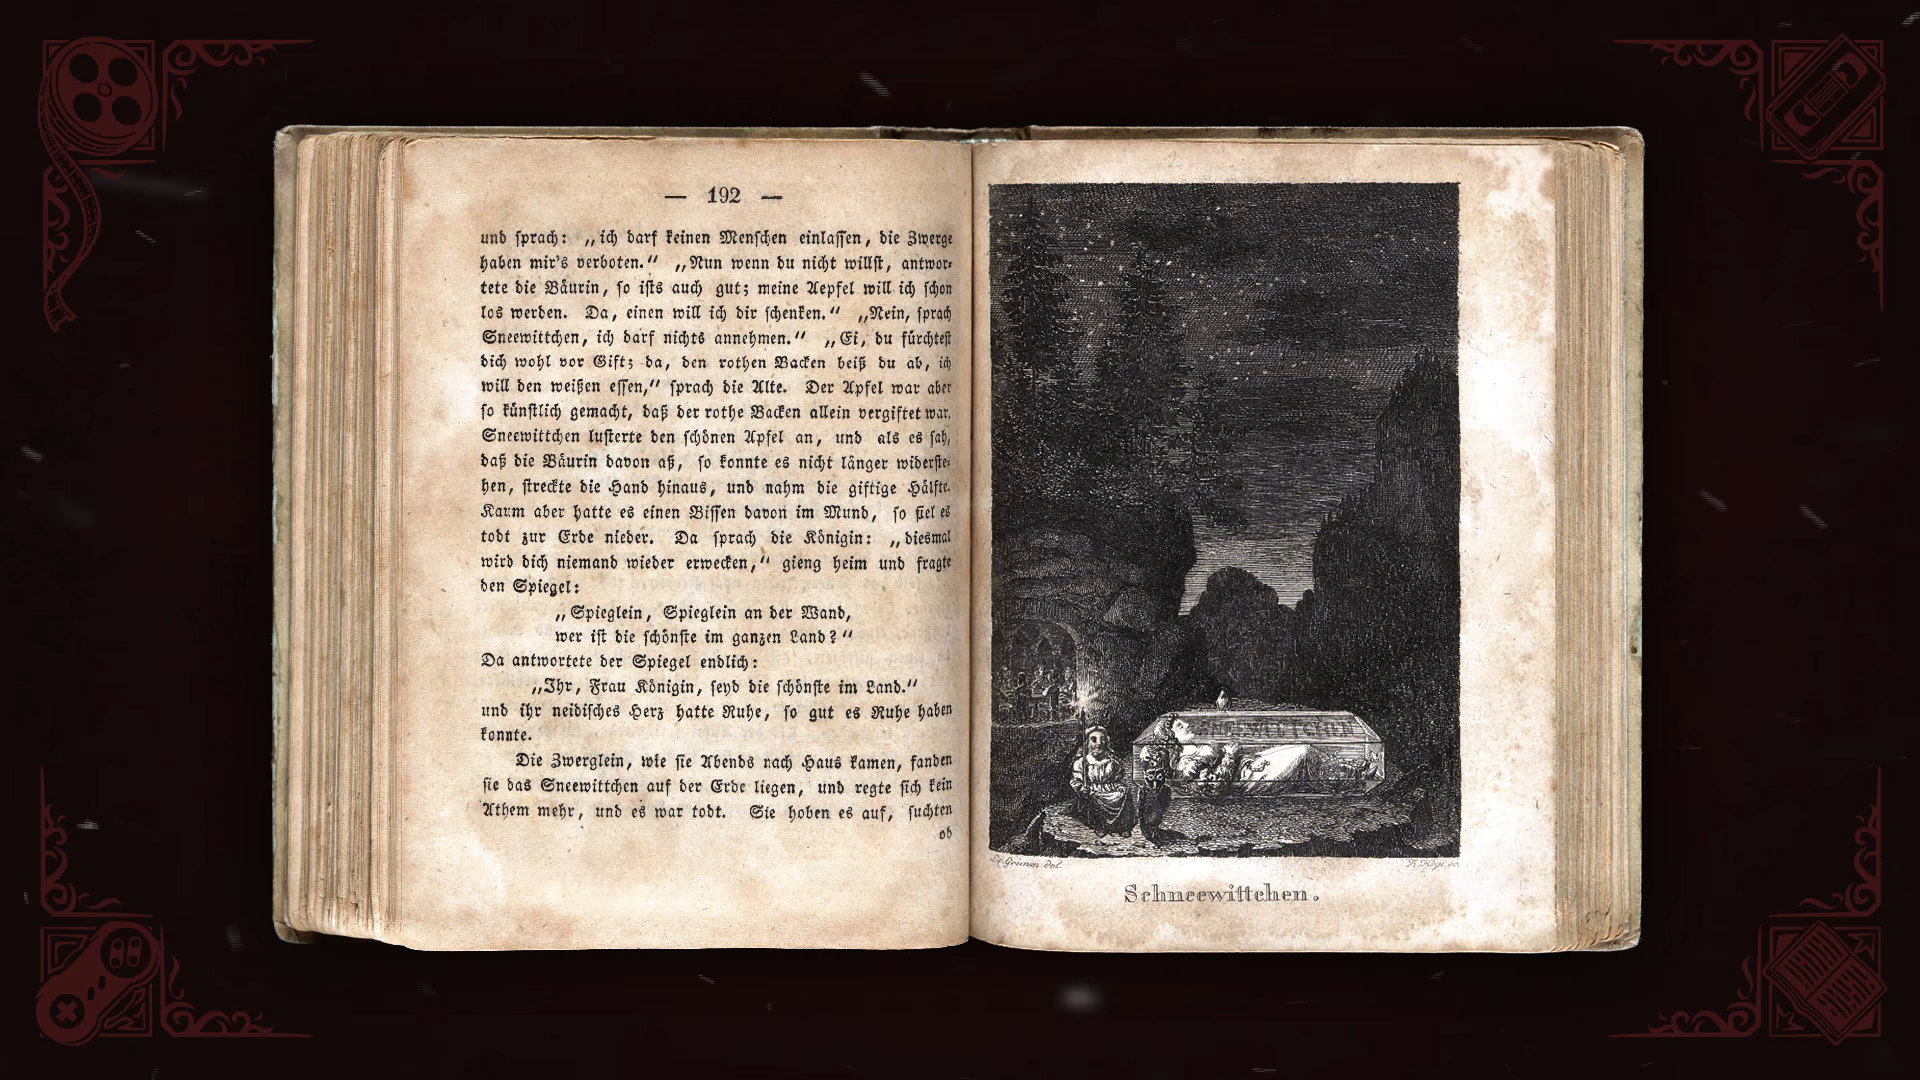 — 192 —
und ſprach: „ich darf keinen Menſchen einlaſſen, die Zwerge
haben mir's verboten.“ „Nun wenn du nicht willſt, antwor-
tete die Bäurin, ſo iſts auch gut; meine Aepfel will ich ſchon
los werden. Da, einen will ich dir ſchenken.“ „Nein, ſprach
Sneewittchen, ich darf nichts annehmen.“ „Ei, du fürchteſt
dich wohl vor Gift; da, den rothen Backen beiß du ab, ich
will den weißen eſſen,“ ſprach die Alte. Der Apfel war aber
ſo künſtlich gemacht, daß der rothe Backen allein vergiftet war.
Sneewittchen luſterte den ſchönen Apfel an, und als es ſah,
daß die Bäurin davon aß, ſo konnte es nicht länger widerſte-
hen, ſtreckte die Hand hinaus, und nahm die giftige Hälfte.
Kaum aber hatte es einen Biſſen davon im Mund, ſo fiel es
todt zur Erde nieder. Da ſprach die Königin: „diesmal
wird dich niemand wieder erwecken,“ gieng heim und fragte
den Spiegel:
„Spieglein, Spieglein an der Wand,
wer iſt die ſchönſte im ganzen Land?“
Da antwortete der Spiegel endlich:
„Ihr, Frau Königin, ſeyd die ſchönſte im Land.“
und ihr neidiſches Herz hatte Ruhe, ſo gut es Ruhe haben
konnte.
Die Zwerglein, wie ſie Abends nach Haus kamen, fanden
ſie das Sneewittchen auf der Erde liegen, und regte ſich kein
Athem mehr, und es war todt. Sie hoben es auf, ſuchten
ob
Grimm del.
Schneewittchen.